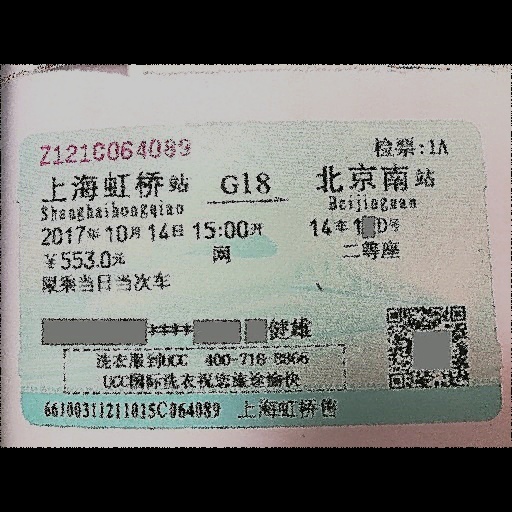 Z121C064089 检票:1A
上海虹桥站 G18 北京南站
Shanghaihongqiao Beijingnan
2017年10月14日 15:00开 14车1 D号
网 二等座
￥553.0元
限乘当日当次车
**** 健雄
洗衣服到UCC 400-718-8866
UCC国际洗衣祝您旅途愉快
66100311211015C064089 上海虹桥售